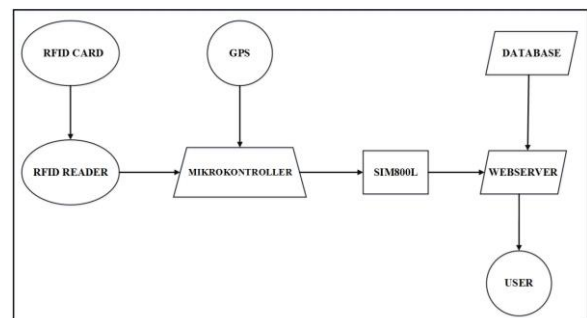 RFID CARD
GPS
DATABASE
RFID READER
MIKROKONTROLLER
SIM800L
WEBSERVER
USER